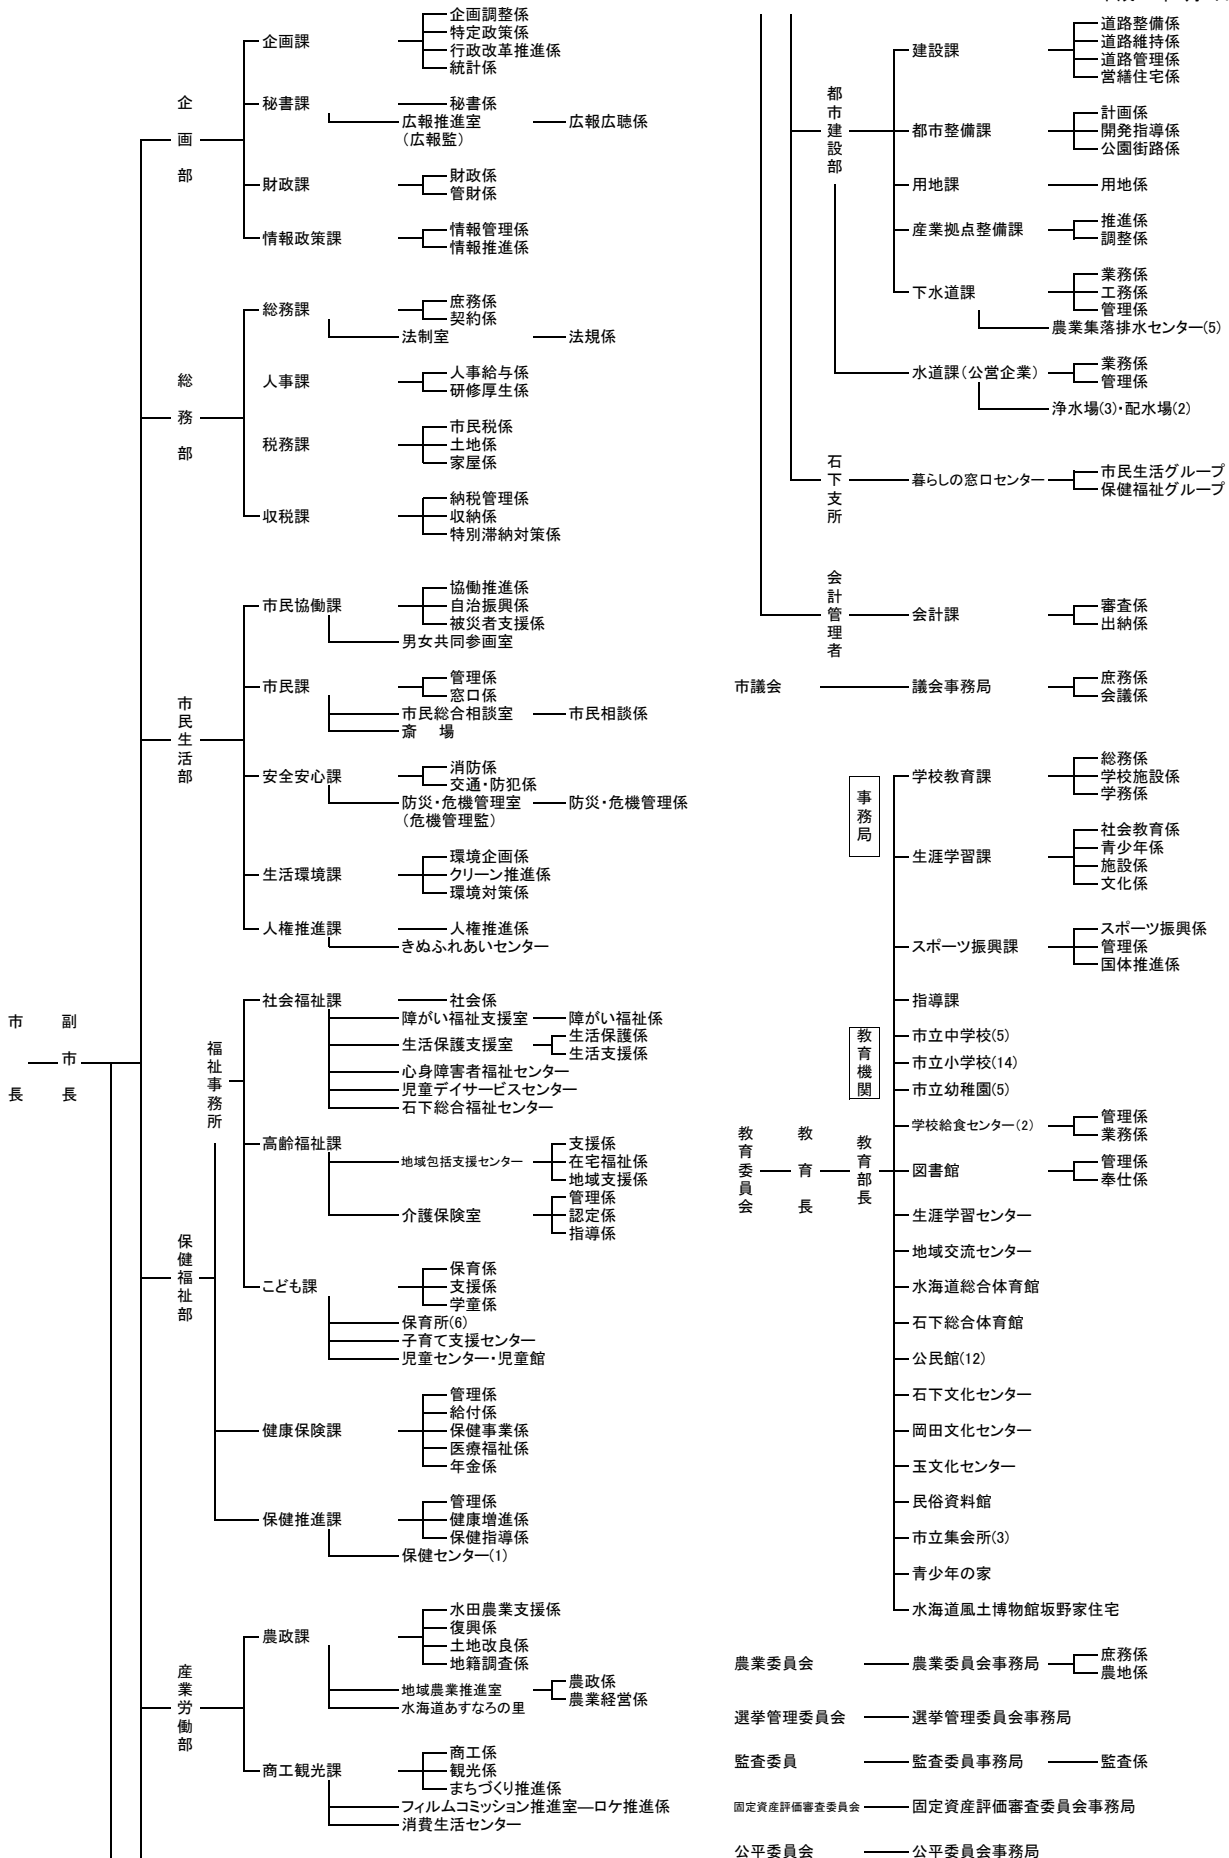 企画部
企画課
企画調整係
特定政策係
行政改革推進係
統計係
秘書課
秘書係
広報推進室
(広報監)
広報広聴係
財政課
財政係
管財係
情報政策課
情報管理係
情報推進係
総務部
総務課
庶務係
契約係
法制室
法規係
人事課
人事給与係
研修厚生係
税務課
市民税係
土地係
家屋係
収税課
納税管理係
収納係
特別滞納対策係
市民生活部
市民協働課
協働推進係
自治振興係
被災者支援係
男女共同参画室
市民課
管理係
窓口係
市民総合相談室
市民相談係
斎 場
安全安心課
消防係
交通・防犯係
防災・危機管理室
(危機管理監)
防災・危機管理係
生活環境課
環境企画係
クリーン推進係
環境対策係
人権推進課
人権推進係
きぬふれあいセンター
市長
副市長
保健福祉部
福祉事務所
社会福祉課
社会係
障がい福祉支援室
障がい福祉係
生活保護支援室
生活保護係
生活支援係
心身障害者福祉センター
児童デイサービスセンター
石下総合福祉センター
高齢福祉課
地域包括支援センター
支援係
在宅福祉係
地域支援係
介護保険室
管理係
認定係
指導係
こども課
保育係
支援係
学童係
保育所(6)
子育て支援センター
児童センター・児童館
健康保険課
管理係
給付係
保健事業係
医療福祉係
年金係
保健推進課
管理係
健康増進係
保健指導係
保健センター(1)
産業労働部
農政課
水田農業支援係
復興係
土地改良係
地籍調査係
地域農業推進室
農政係
農業経営係
水海道あすなろの里
商工観光課
商工係
観光係
まちづくり推進係
フィルムコミッション推進室―ロケ推進係
消費生活センター
都市建設部
建設課
道路整備係
道路維持係
道路管理係
営繕住宅係
都市整備課
計画係
開発指導係
公園街路係
用地課
用地係
産業拠点整備課
推進係
調整係
下水道課
業務係
工務係
管理係
農業集落排水センター(5)
水道課(公営企業)
業務係
管理係
浄水場(3)・配水場(2)
石下支所
暮らしの窓口センター
市民生活グループ
保健福祉グループ
会計管理者
会計課
審査係
出納係
市議会
議会事務局
庶務係
会議係
教育委員会
教育長
教育部長
事務局
学校教育課
総務係
学校施設係
学務係
生涯学習課
社会教育係
青少年係
施設係
文化係
スポーツ振興課
スポーツ振興係
管理係
国体推進係
指導課
教育機関
市立中学校(5)
市立小学校(14)
市立幼稚園(5)
学校給食センター(2)
管理係
業務係
図書館
管理係
奉仕係
生涯学習センター
地域交流センター
水海道総合体育館
石下総合体育館
公民館(12)
石下文化センター
岡田文化センター
玉文化センター
民俗資料館
市立集会所(3)
青少年の家
水海道風土博物館坂野家住宅
農業委員会
農業委員会事務局
庶務係
農地係
選挙管理委員会
選挙管理委員会事務局
監査委員
監査委員事務局
監査係
固定資産評価審査委員会
固定資産評価審査委員会事務局
公平委員会
公平委員会事務局